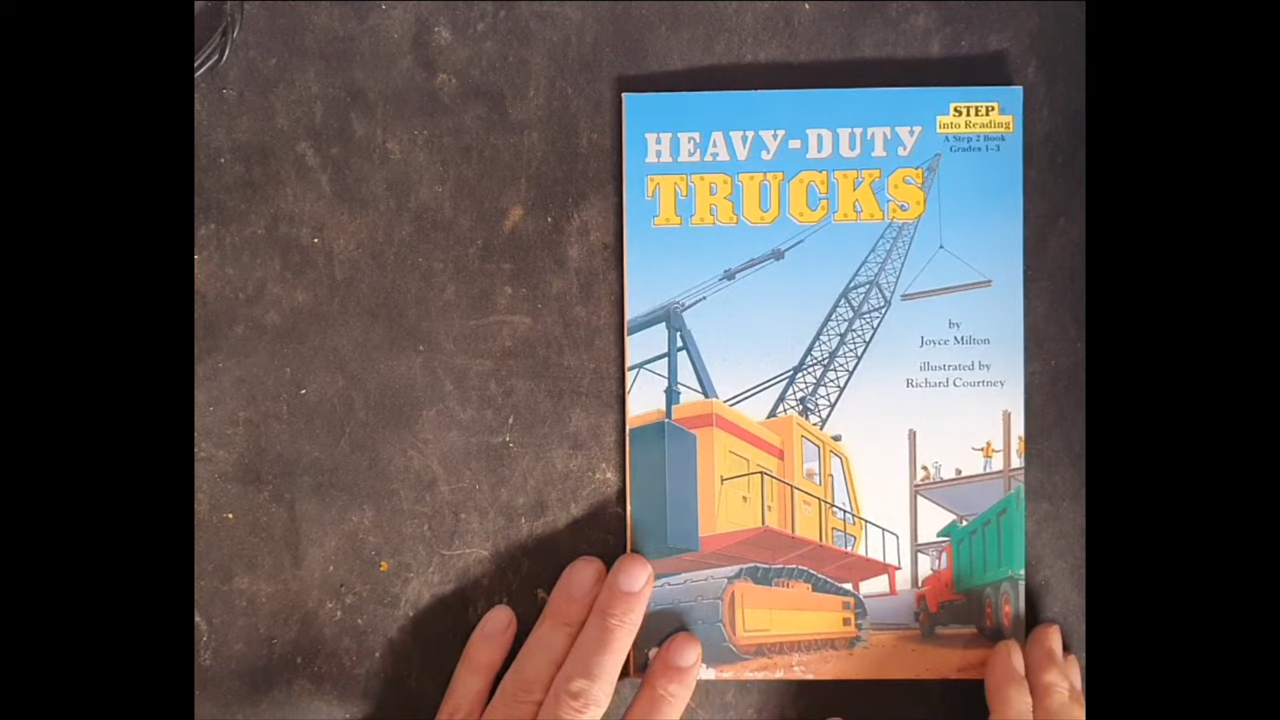 STEP
into Reading
A Step 2 Book
Grades 1–3
HEAVY-DUTY
TRUCKS
by
Joyce Milton
illustrated by
Richard Courtney